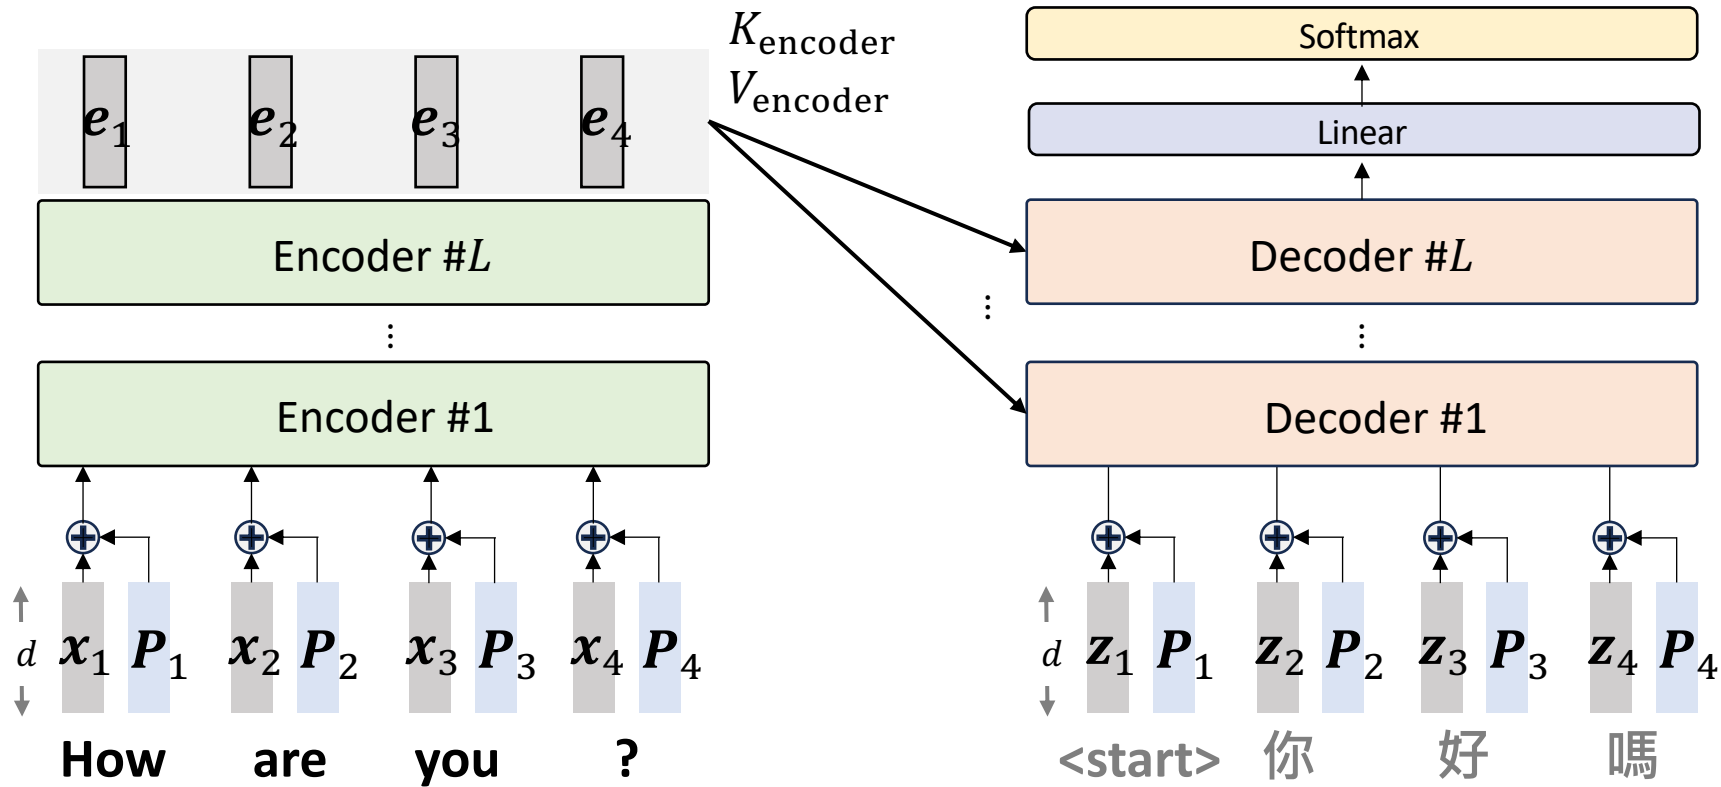 e₁ e₂ e₃ e₄
K_encoder
V_encoder
Encoder #L
⋮
Encoder #1
d x₁ P₁ x₂ P₂ x₃ P₃ x₄ P₄
How are you ?
Softmax
Linear
Decoder #L
⋮ ⋮
Decoder #1
d z₁ P₁ z₂ P₂ z₃ P₃ z₄ P₄
<start> 你 好 嗎